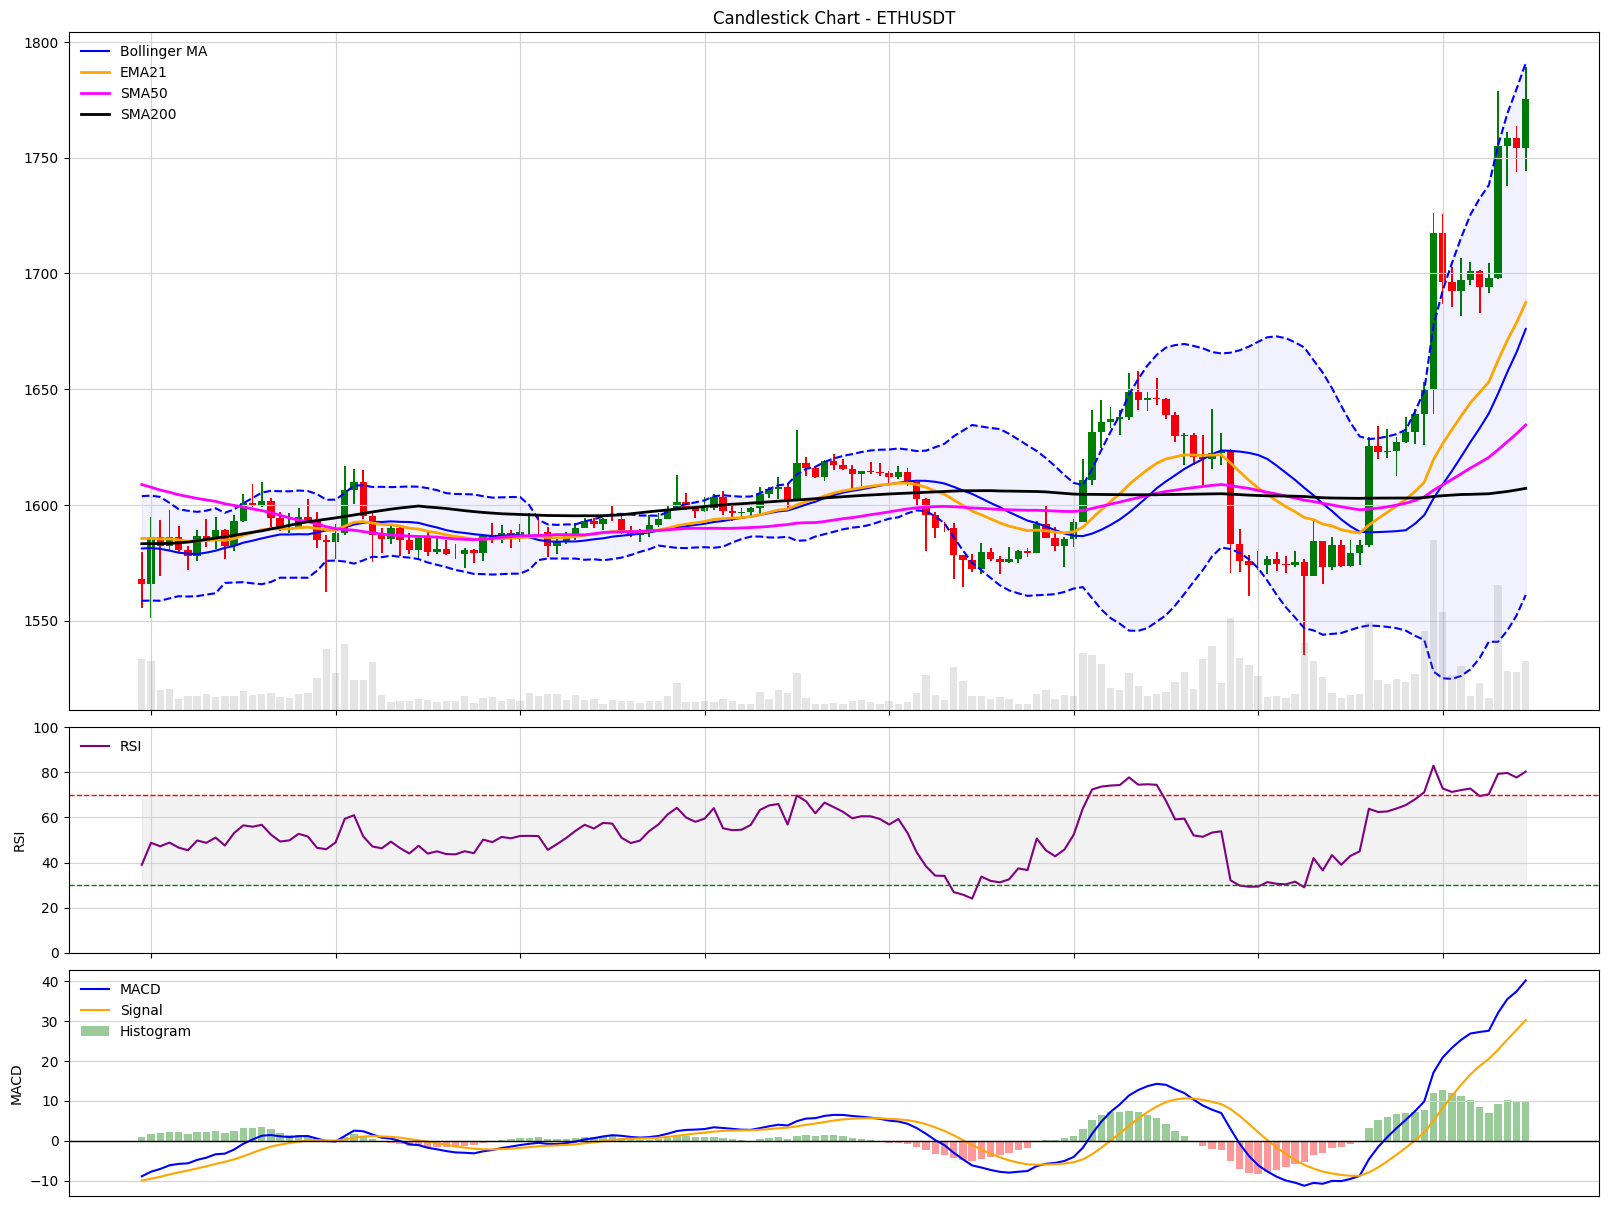 Candlestick Chart - ETHUSDT
Bollinger MA
EMA21
SMA50
SMA200
1800
1750
1700
1650
1600
1550
RSI
100
80
60
40
20
0
RSI
MACD
Signal
Histogram
40
30
20
10
0
−10
MACD